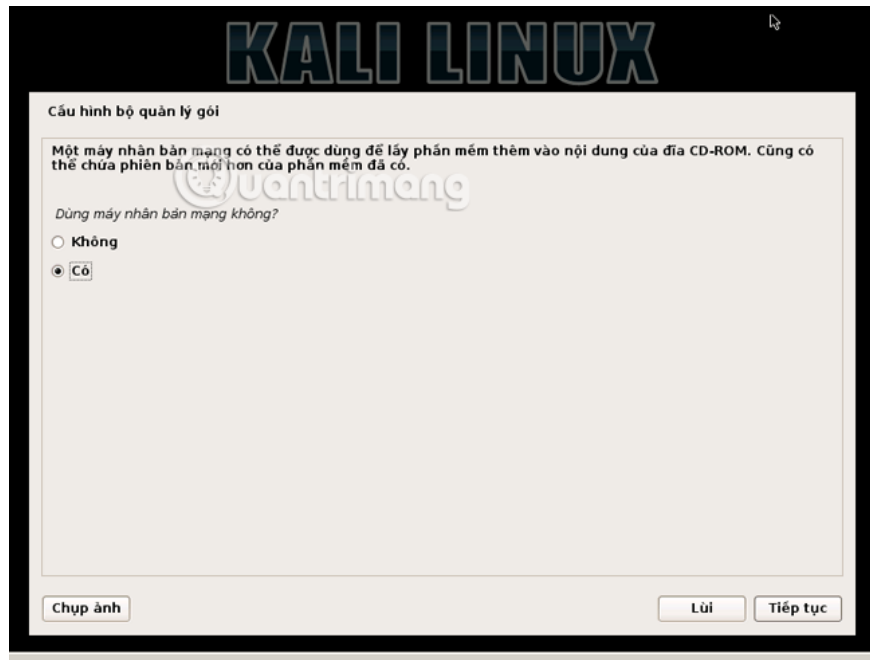 KALI LINUX
Cấu hình bộ quản lý gói
Một máy nhân bản mạng có thể được dùng để lấy phần mềm thêm vào nội dung của đĩa CD-ROM. Cũng có
thể chứa phiên bản mới hơn của phần mềm đã có.
Quantrimang
Dùng máy nhân bản mạng không?
Không
Có
Chụp ảnh
Lùi
Tiếp tục